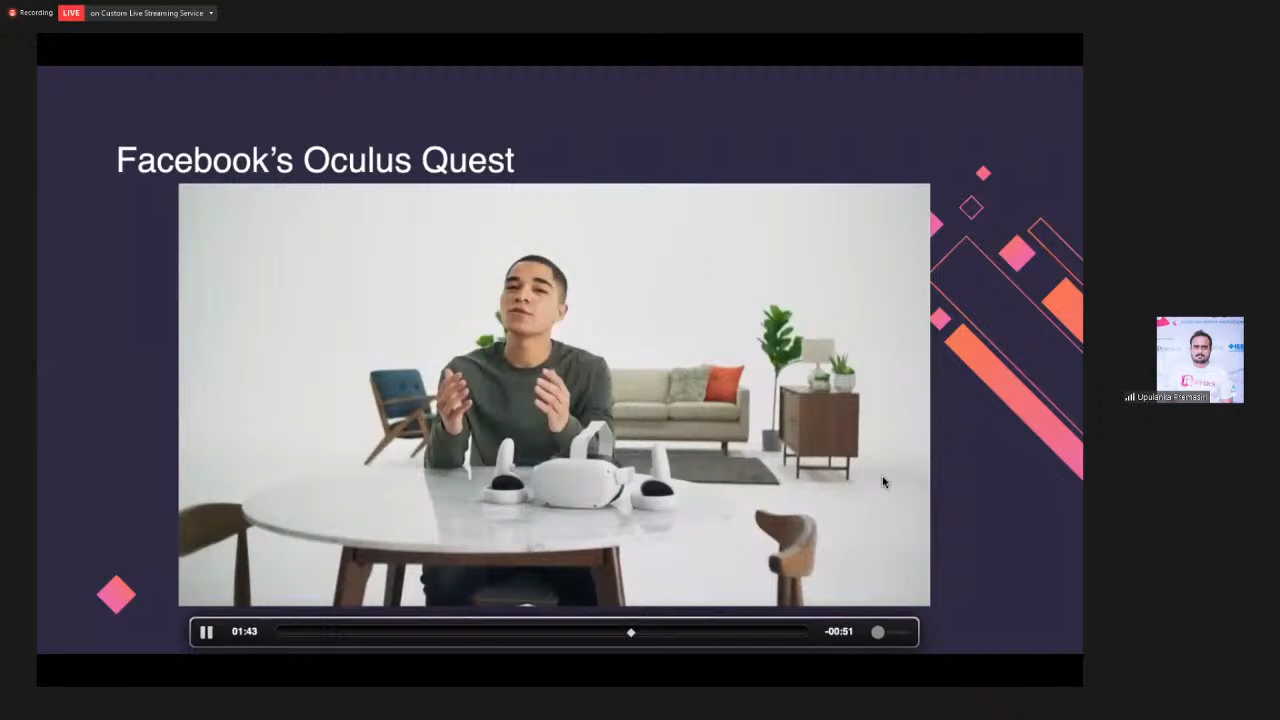 Recording
LIVE
on Custom Live Streaming Service
Facebook's Oculus Quest
01:43
-00:51
Upulanka Premasiri